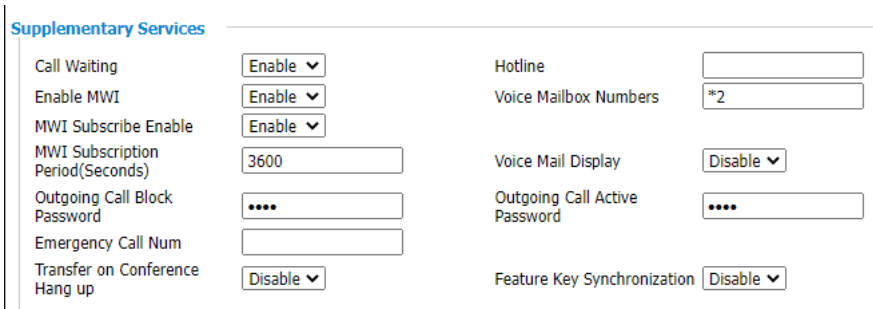 Supplementary Services
Call Waiting Enable Hotline
Enable MWI Enable Voice Mailbox Numbers *2
MWI Subscribe Enable Enable
MWI Subscription
Period(Seconds) 3600 Voice Mail Display Disable
Outgoing Call Block
Password •••• Outgoing Call Active
Password ••••
Emergency Call Num
Transfer on Conference
Hang up Disable Feature Key Synchronization Disable